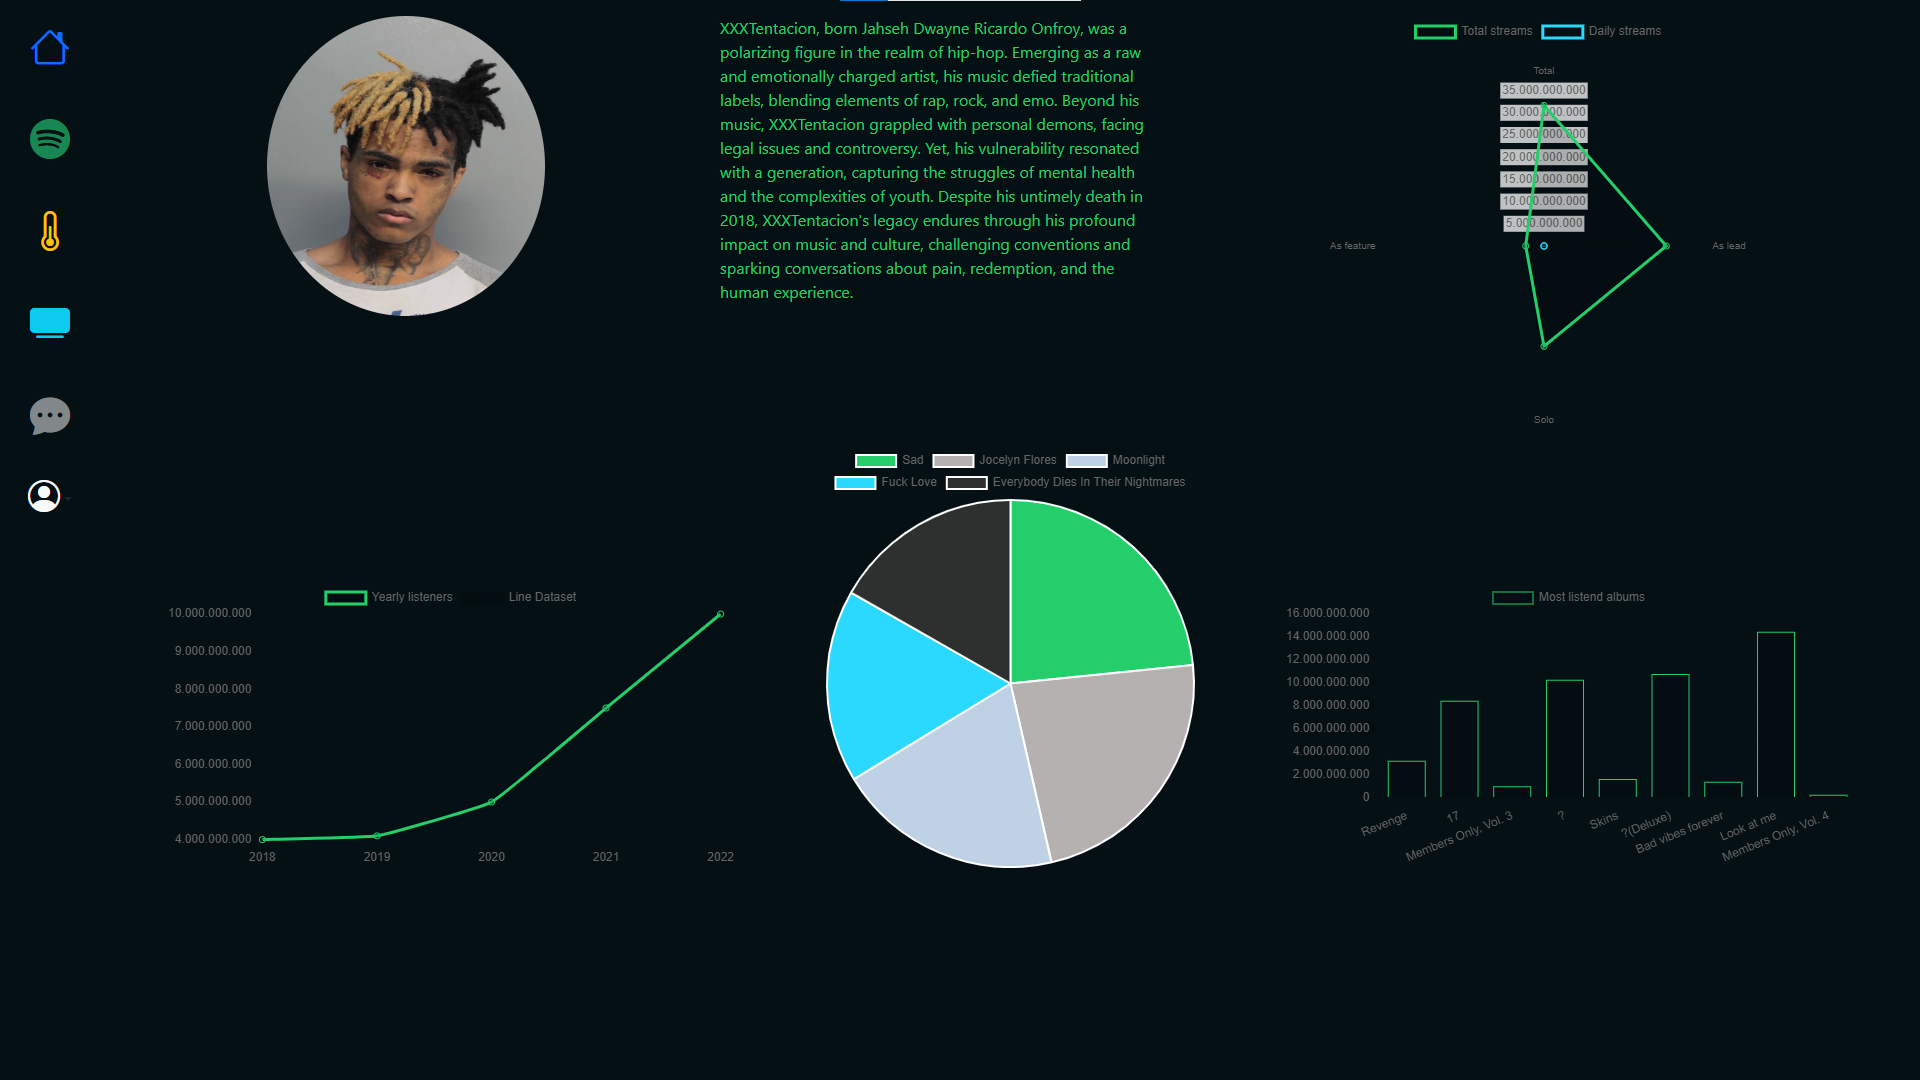 XXXTentacion, born Jahseh Dwayne Ricardo Onfroy, was a
polarizing figure in the realm of hip-hop. Emerging as a raw
and emotionally charged artist, his music defied traditional
labels, blending elements of rap, rock, and emo. Beyond his
music, XXXTentacion grappled with personal demons, facing
legal issues and controversy. Yet, his vulnerability resonated
with a generation, capturing the struggles of mental health
and the complexities of youth. Despite his untimely death in
2018, XXXTentacion's legacy endures through his profound
impact on music and culture, challenging conventions and
sparking conversations about pain, redemption, and the
human experience.
Total streams Daily streams
Total
35.000.000.000
30.000.000.000
25.000.000.000
20.000.000.000
15.000.000.000
10.000.000.000
5.000.000.000
As feature
As lead
Solo
Sad Jocelyn Flores Moonlight
Fuck Love Everybody Dies In Their Nightmares
Yearly listeners Line Dataset
10.000.000.000
9.000.000.000
8.000.000.000
7.000.000.000
6.000.000.000
5.000.000.000
4.000.000.000
2018 2019 2020 2021 2022
Most listend albums
16.000.000.000
14.000.000.000
12.000.000.000
10.000.000.000
8.000.000.000
6.000.000.000
4.000.000.000
2.000.000.000
0
Revenge
17
Members Only, Vol. 3
?
Skins
?(Deluxe)
Bad vibes forever
Look at me
Members Only, Vol. 4